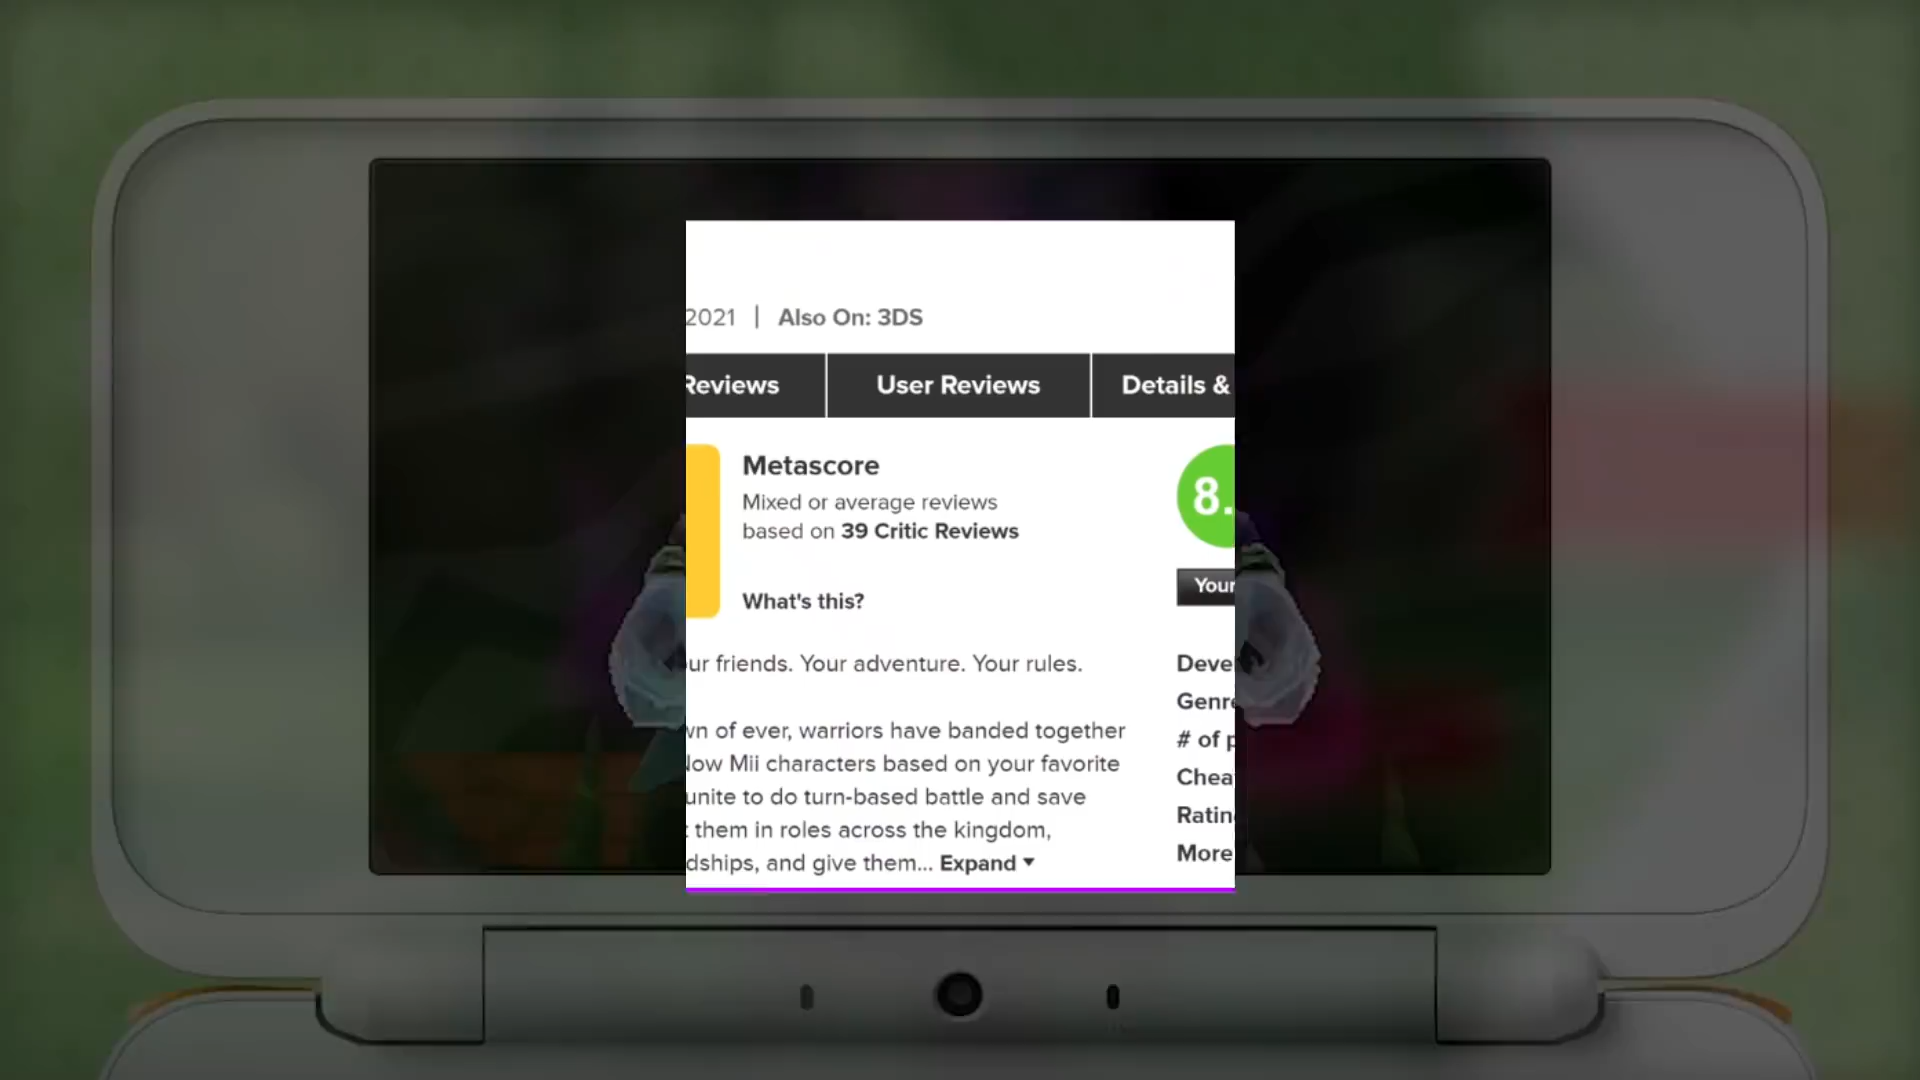 2021 | Also On: 3DS
Reviews User Reviews Details &
Metascore
Mixed or average reviews
based on 39 Critic Reviews
8.
Your
What's this?
ur friends. Your adventure. Your rules.
wn of ever, warriors have banded together
Now Mii characters based on your favorite
unite to do turn-based battle and save
t them in roles across the kingdom,
dships, and give them... Expand
Deve
Genre
# of p
Chea
Rating
More